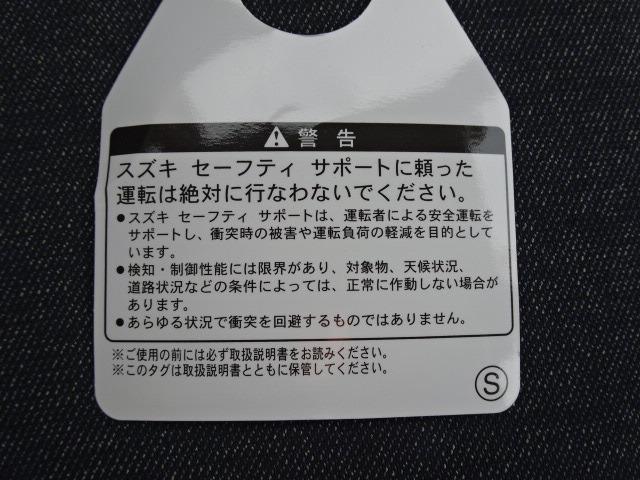 警告
スズキ セーフティ サポートに頼った
運転は絶対に行なわないでください。
●スズキ セーフティ サポートは、運転者による安全運転を
サポートし、衝突時の被害や運転負荷の軽減を目的として
います。
●検知・制御性能には限界があり、対象物、天候状況、
道路状況などの条件によっては、正常に作動しない場合が
あります。
●あらゆる状況で衝突を回避するものではありません。
※ご使用の前には必ず取扱説明書をお読みください。
※このタグは取扱説明書とともに保管してください。
Ⓢ